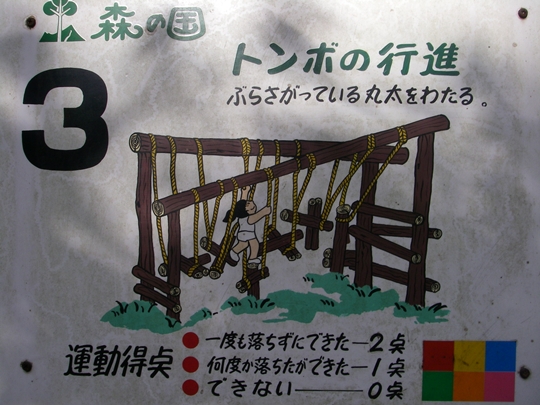 森の国
3
トンボの行進
ぶらさがっている丸太をわたる。
運動得点
一度も落ちずにできた―2点
何度か落ちたができた―1点
できない―――0点